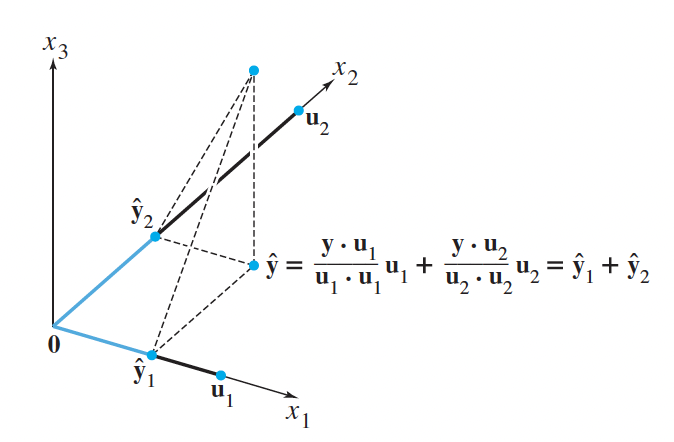 x₃
x₂
u₂
ŷ₂
ŷ = (y · u₁)/(u₁ · u₁) u₁ + (y · u₂)/(u₂ · u₂) u₂ = ŷ₁ + ŷ₂
0
ŷ₁
u₁
x₁